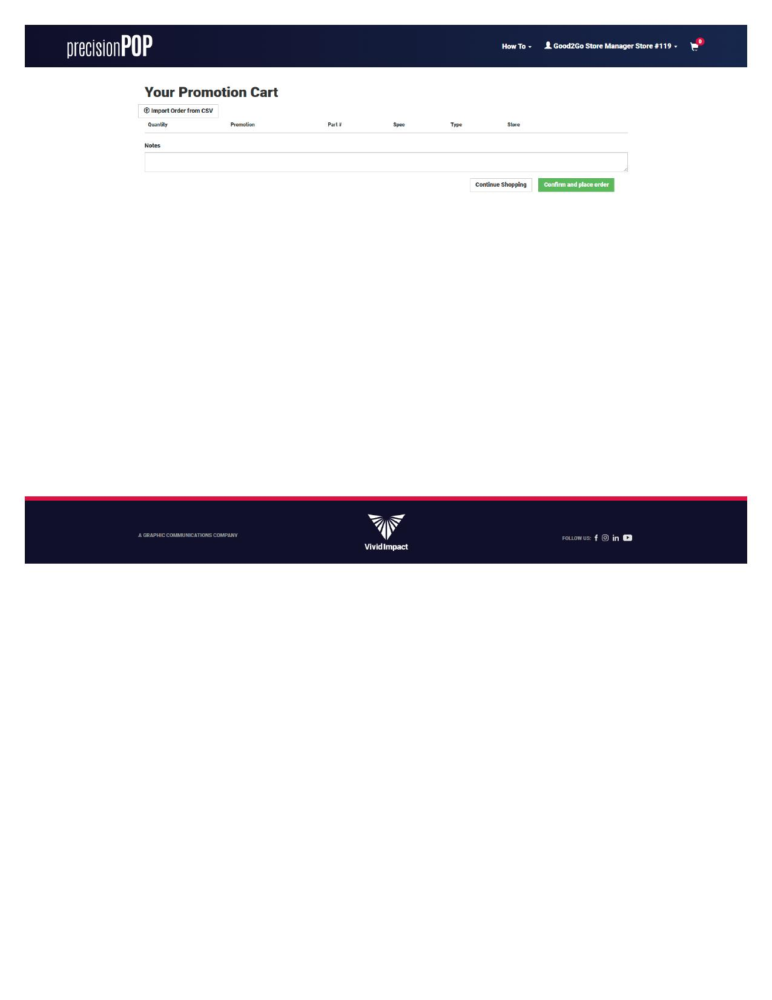 precisionPOP
How To
Good2Go Store Manager Store #119
0
Your Promotion Cart
Import Order from CSV
Quantity Promotion Part # Spec Type Store
Notes
Continue Shopping Confirm and place order
A GRAPHIC COMMUNICATIONS COMPANY
Vivid Impact
FOLLOW US: